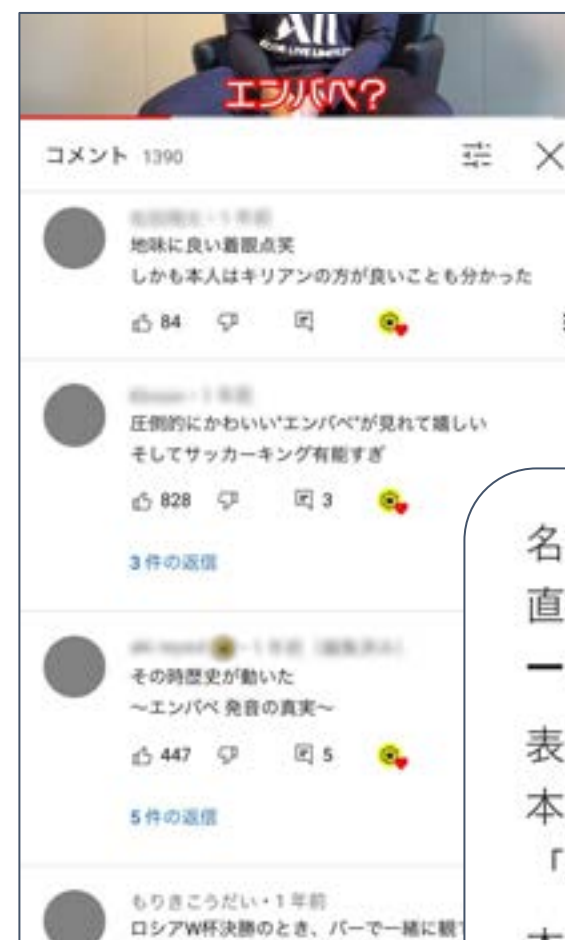 All
エンバペ?
コメント 1390
地味に良い着眼点笑
しかも本人はキリアンの方が良いことも分かった
84
圧倒的にかわいい"エンバペ"が見れて嬉しい
そしてサッカーキング有能すぎ
828 3
3 件の返信
その時歴史が動いた
～エンバペ 発音の真実～
447 5
5 件の返信
もりきこうだい・1 年前
ロシアW杯決勝のとき、バーで一緒に観て
名
直
ー
表
本
「